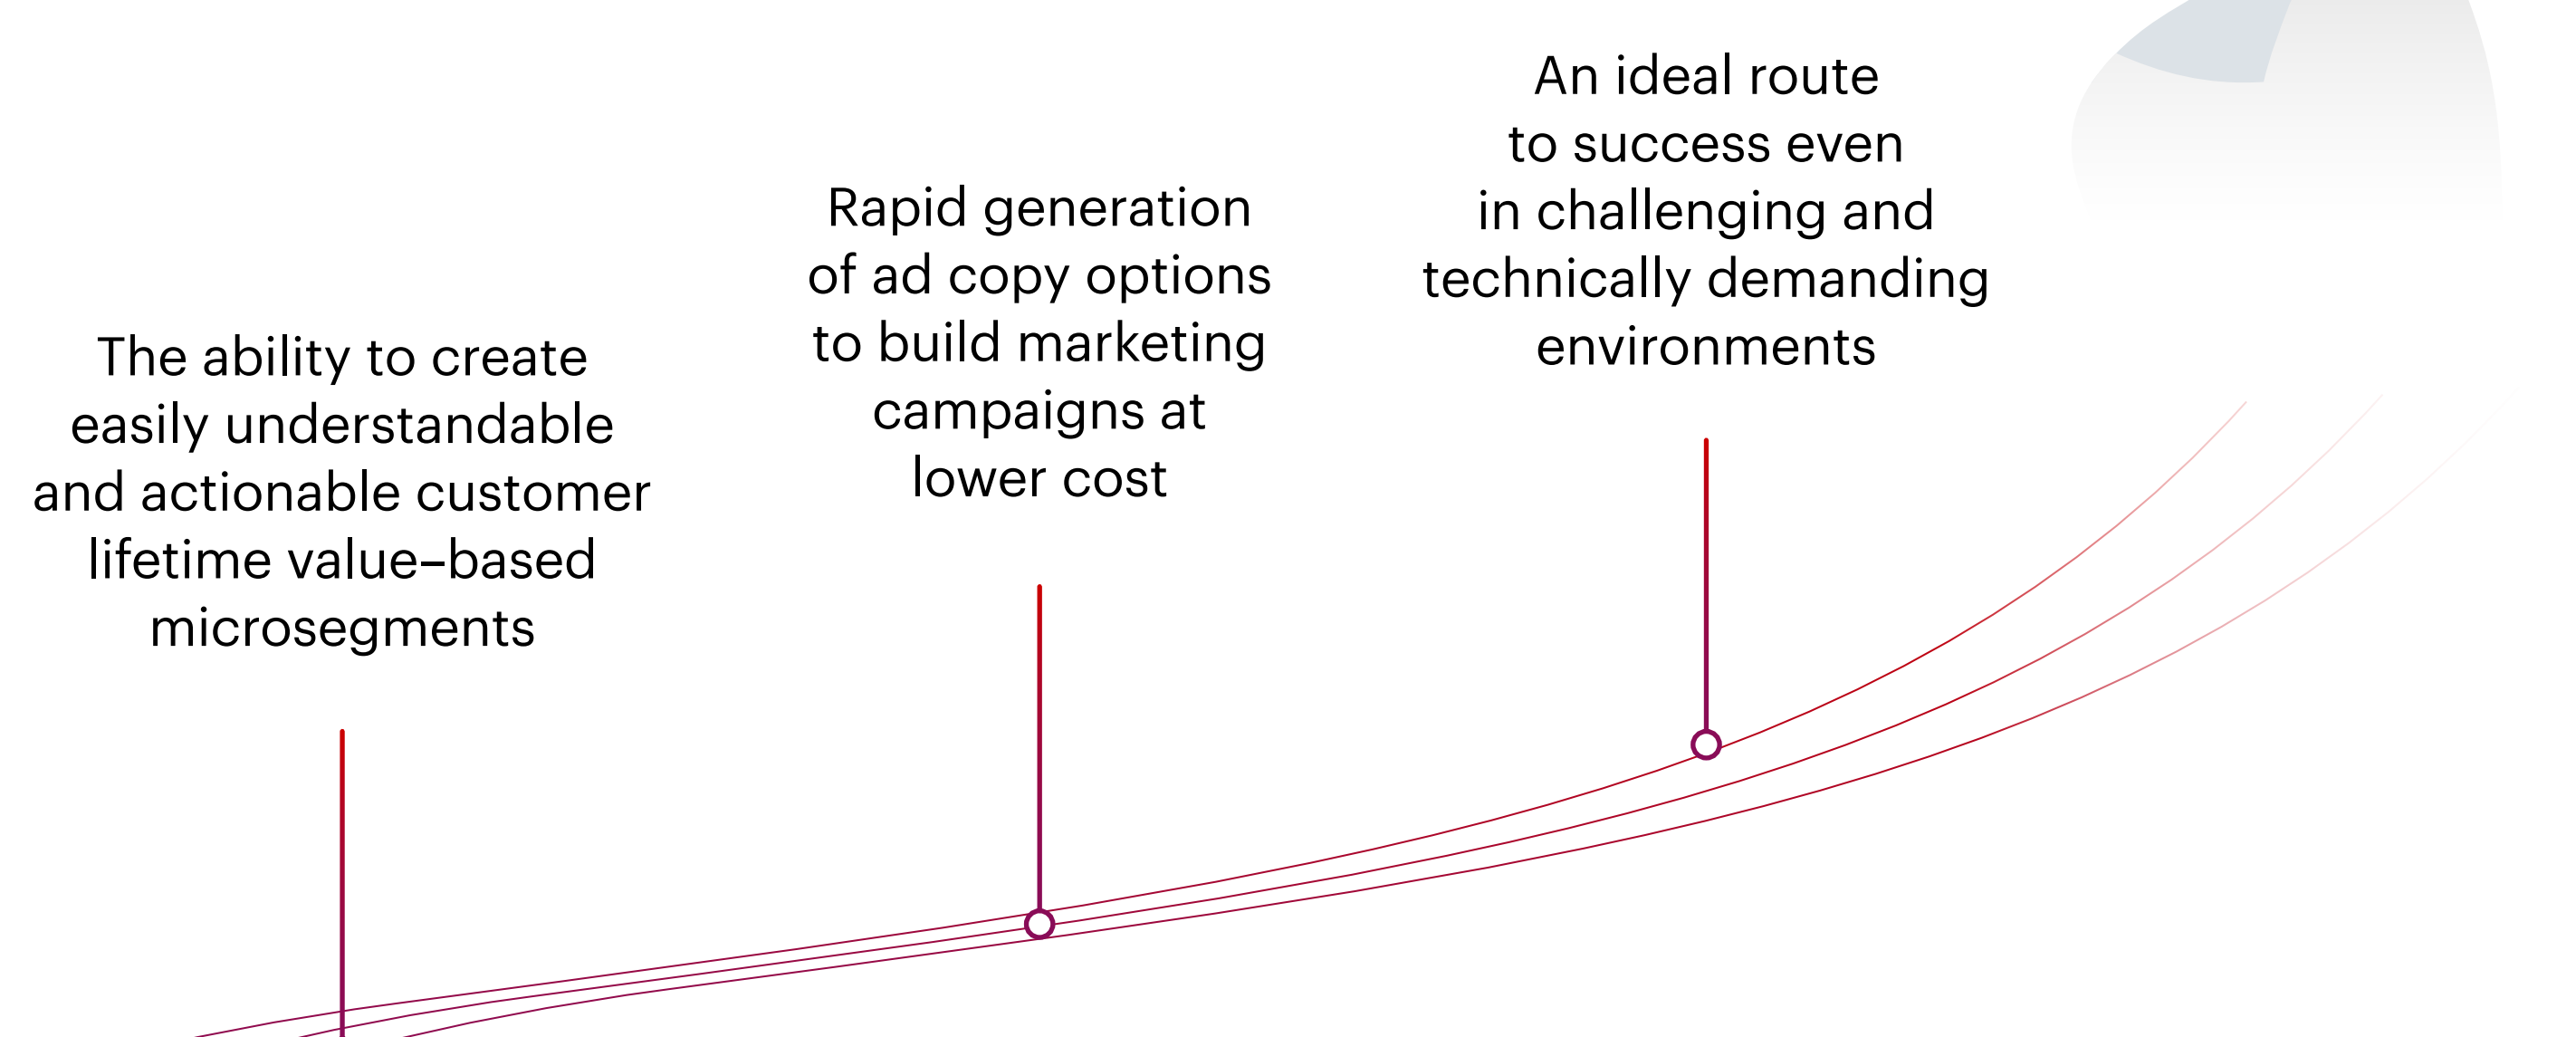 The ability to create
easily understandable
and actionable customer
lifetime value–based
microsegments
Rapid generation
of ad copy options
to build marketing
campaigns at
lower cost
An ideal route
to success even
in challenging and
technically demanding
environments